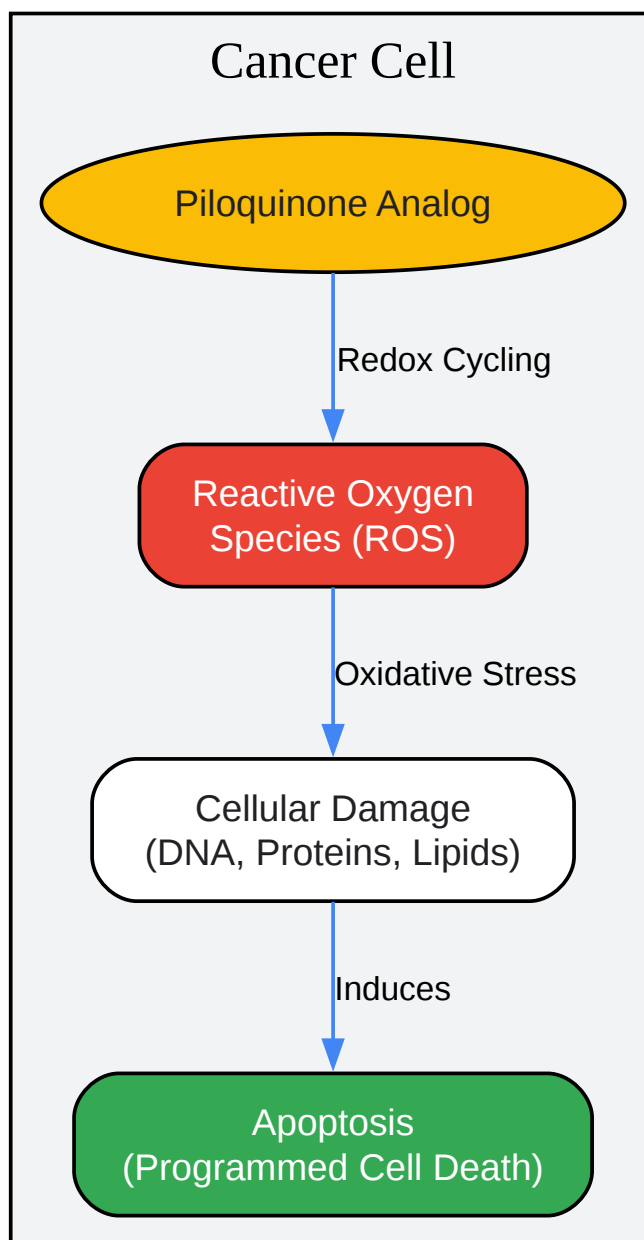 Cancer Cell
Piloquinone Analog
Redox Cycling
Reactive Oxygen
Species (ROS)
Oxidative Stress
Cellular Damage
(DNA, Proteins, Lipids)
Induces
Apoptosis
(Programmed Cell Death)